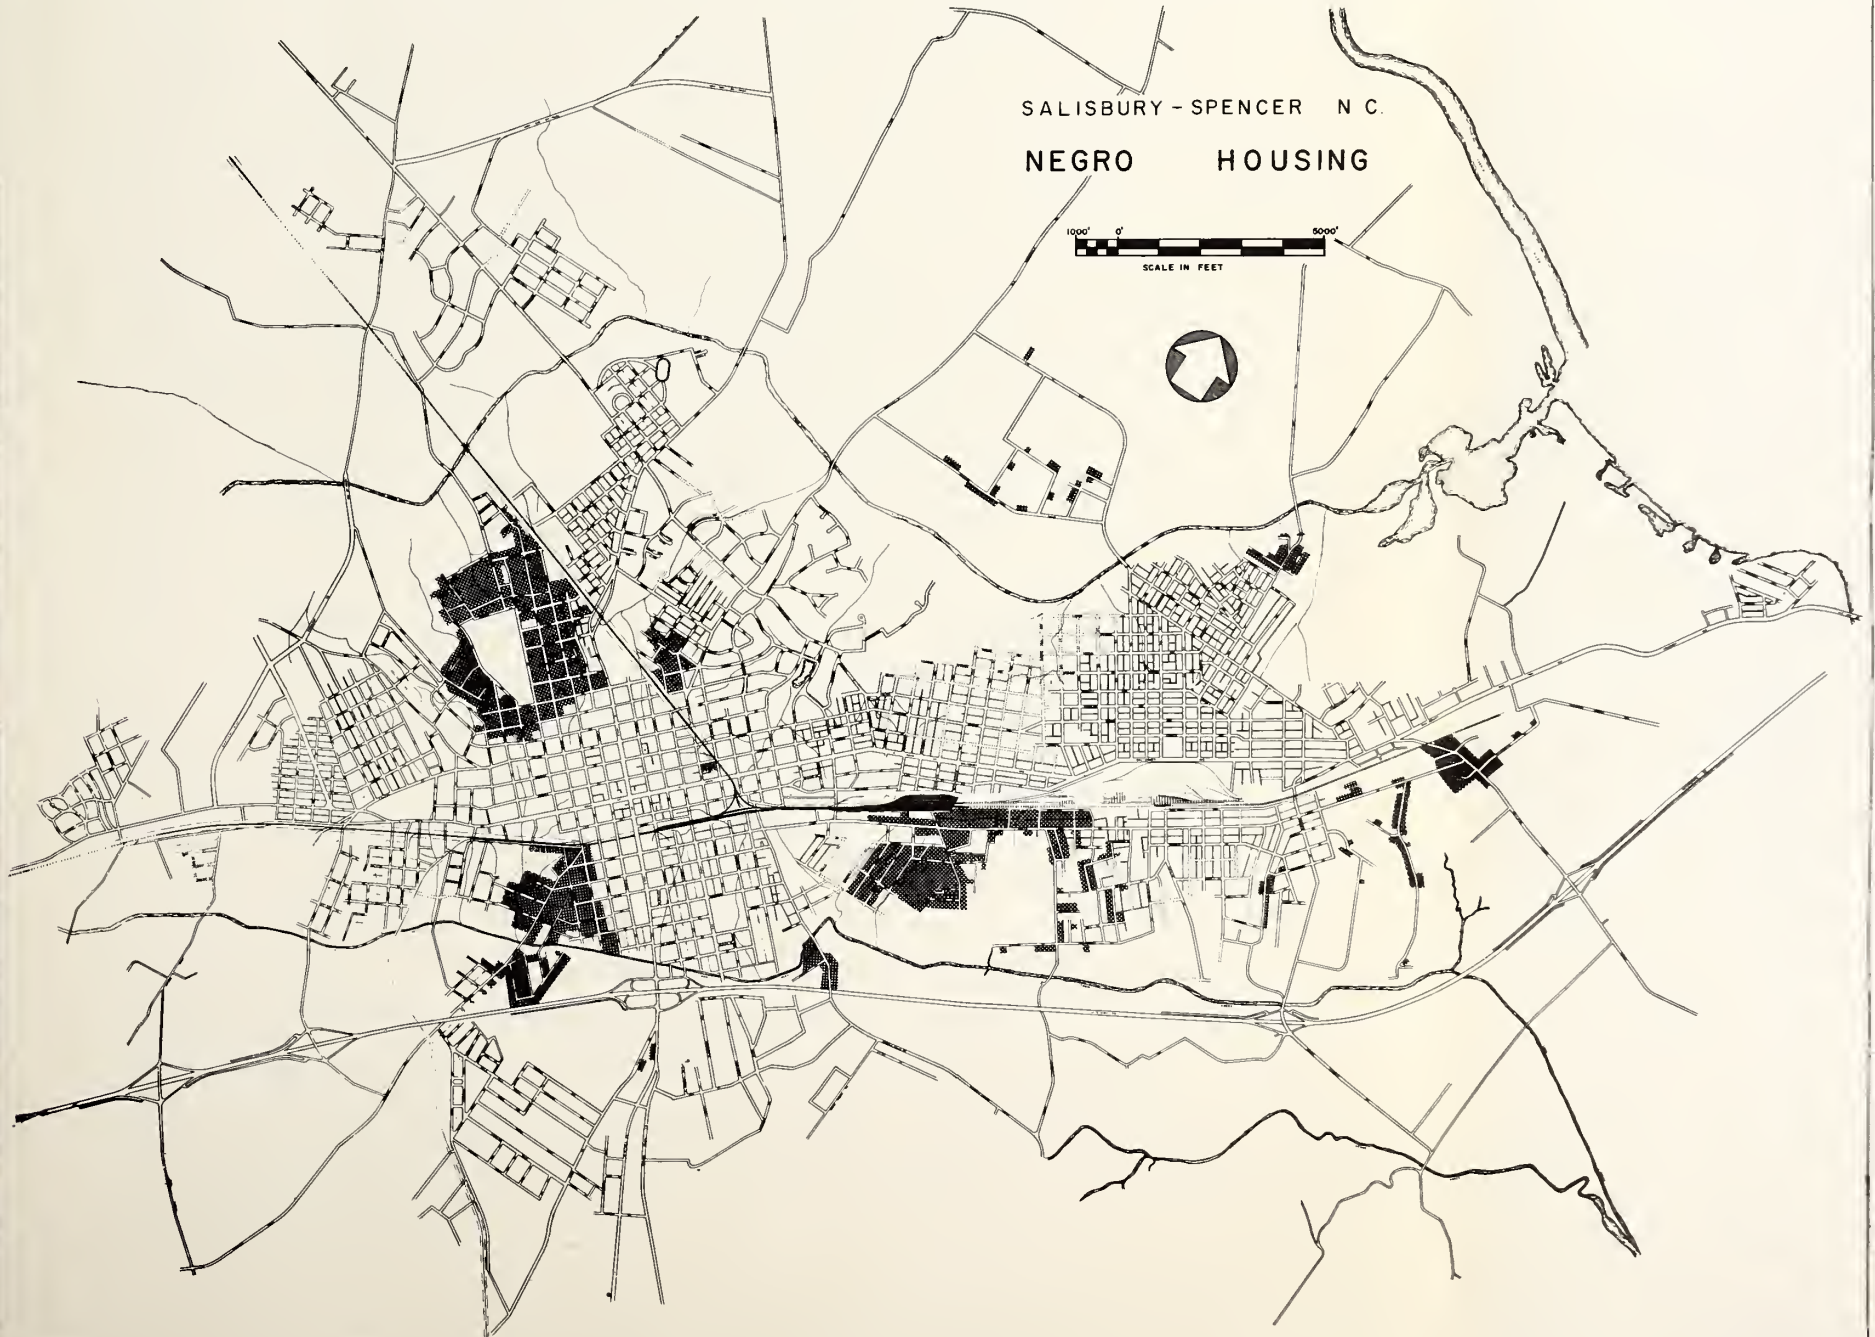 SALISBURY - SPENCER N C.
NEGRO HOUSING
1000' 0' 5000'
SCALE IN FEET